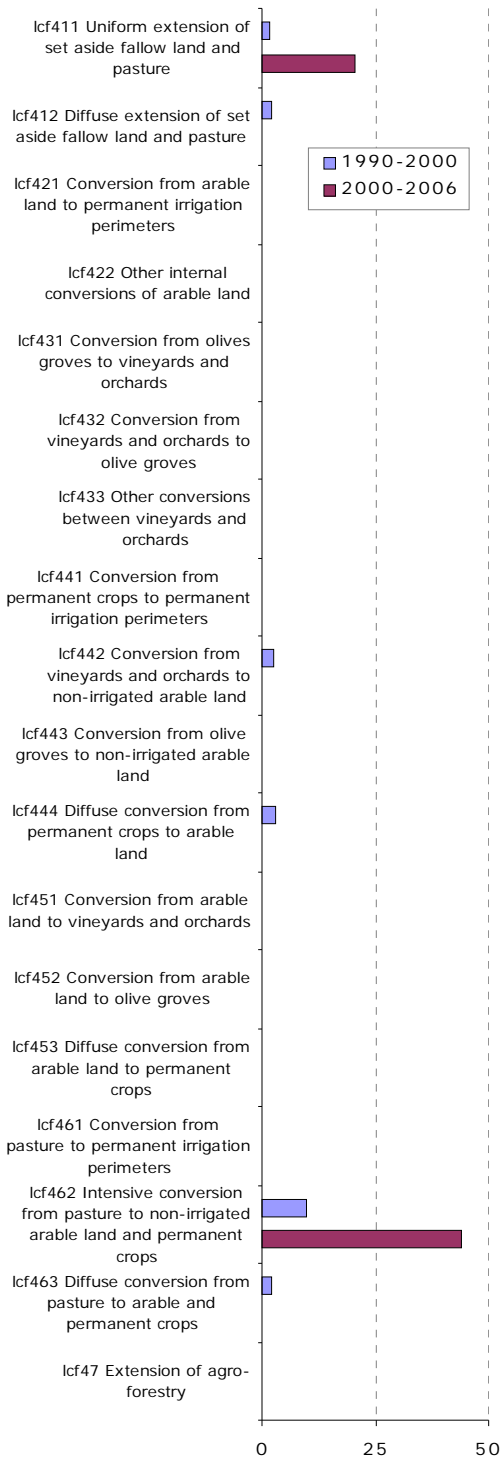 lcf411 Uniform extension of
set aside fallow land and
pasture
lcf412 Diffuse extension of set
aside fallow land and pasture
1990-2000
2000-2006
lcf421 Conversion from arable
land to permanent irrigation
perimeters
lcf422 Other internal
conversions of arable land
lcf431 Conversion from olives
groves to vineyards and
orchards
lcf432 Conversion from
vineyards and orchards to
olive groves
lcf433 Other conversions
between vineyards and
orchards
lcf441 Conversion from
permanent crops to permanent
irrigation perimeters
lcf442 Conversion from
vineyards and orchards to
non-irrigated arable land
lcf443 Conversion from olive
groves to non-irrigated arable
land
lcf444 Diffuse conversion from
permanent crops to arable
land
lcf451 Conversion from arable
land to vineyards and orchards
lcf452 Conversion from arable
land to olive groves
lcf453 Diffuse conversion from
arable land to permanent
crops
lcf461 Conversion from
pasture to permanent irrigation
perimeters
lcf462 Intensive conversion
from pasture to non-irrigated
arable land and permanent
crops
lcf463 Diffuse conversion from
pasture to arable and
permanent crops
lcf47 Extension of agro-
forestry
0 25 50